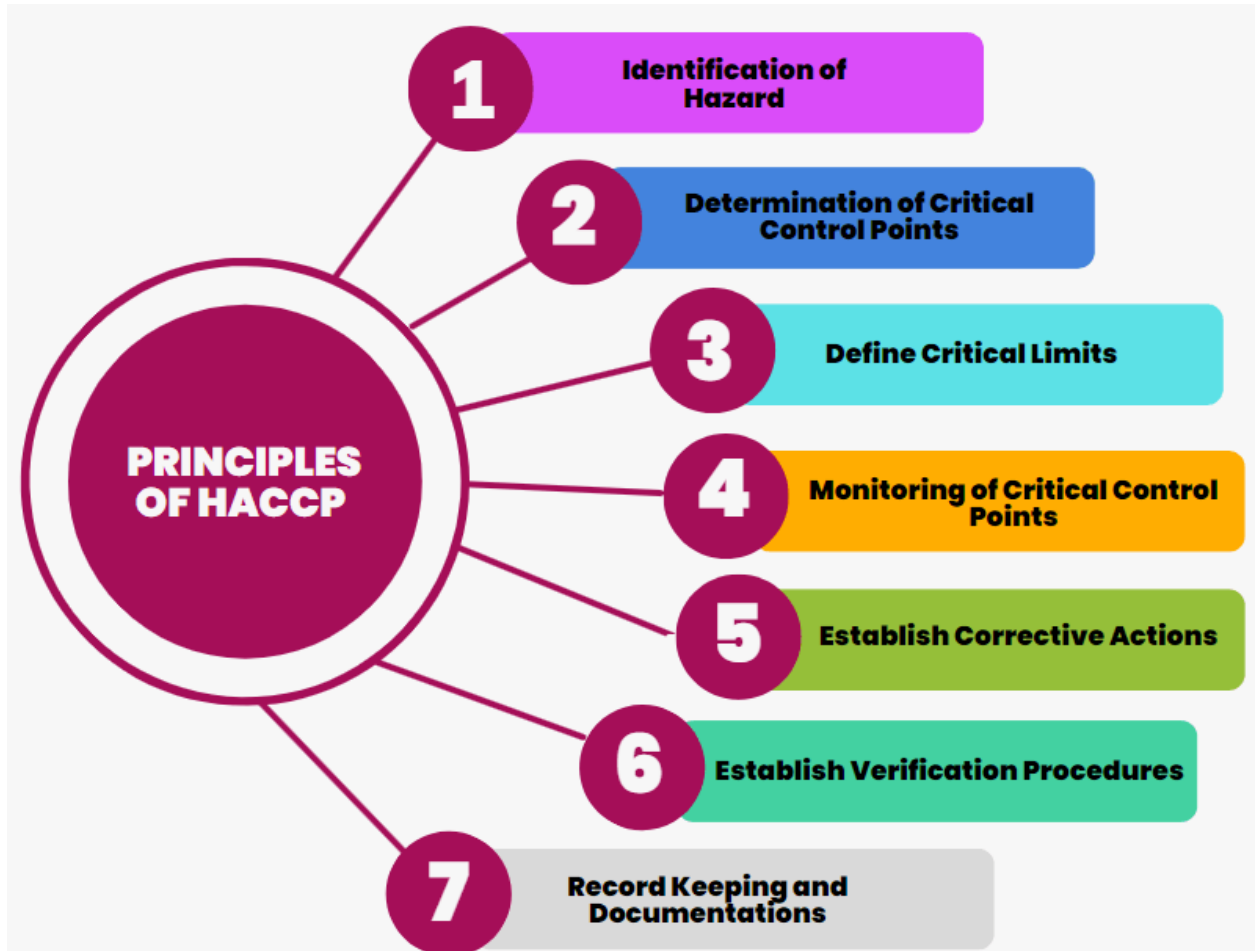 1
Identification of
Hazard
2
Determination of Critical
Control Points
3
Define Critical Limits
PRINCIPLES
OF HACCP
4
Monitoring of Critical Control
Points
5
Establish Corrective Actions
6
Establish Verification Procedures
7
Record Keeping and
Documentations